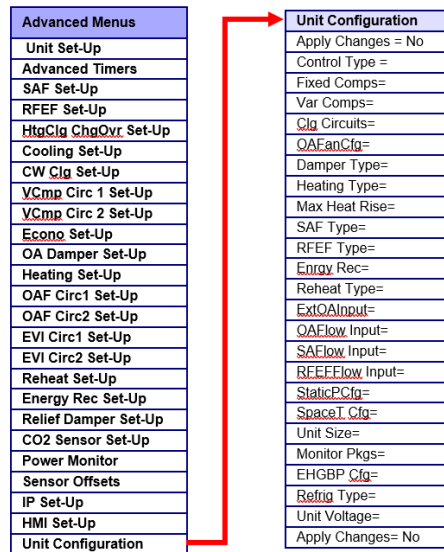 Advanced Menus
Unit Set-Up
Advanced Timers
SAF Set-Up
RFEF Set-Up
HtgClg ChgOvr Set-Up
Cooling Set-Up
CW Clg Set-Up
VCmp Circ 1 Set-Up
VCmp Circ 2 Set-Up
Econo Set-Up
OA Damper Set-Up
Heating Set-Up
OAF Circ1 Set-Up
OAF Circ2 Set-Up
EVI Circ1 Set-Up
EVI Circ2 Set-Up
Reheat Set-Up
Energy Rec Set-Up
Relief Damper Set-Up
CO2 Sensor Set-Up
Power Monitor
Sensor Offsets
IP Set-Up
HMI Set-Up
Unit Configuration
Unit Configuration
Apply Changes = No
Control Type =
Fixed Comps=
Var Comps=
Clg Circuits=
OAFanCfg=
Damper Type=
Heating Type=
Max Heat Rise=
SAF Type=
RFEF Type=
Enrgy Rec=
Reheat Type=
ExtOAInput=
OAFlow Input=
SAFlow Input=
RFEFFlow Input=
StaticPCfg=
SpaceT Cfg=
Unit Size=
Monitor Pkgs=
EHGBP Cfg=
Refrig Type=
Unit Voltage=
Apply Changes= No